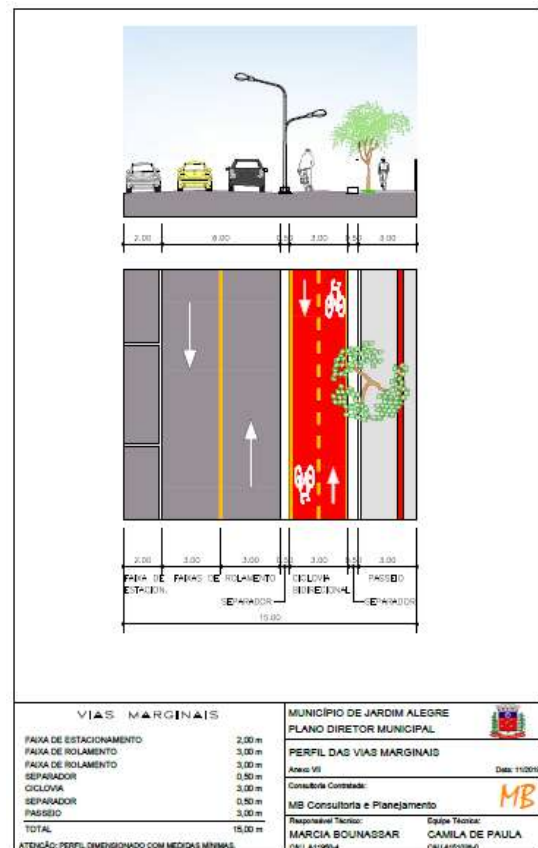 2.00 6.00 0.50 3.00 0.50 3.00
2.00 3.00 3.00 0.50 3.00 0.50 3.00
FAIXA DE ESTACION.
FAIXAS DE ROLAMENTO
SEPARADOR
CICLOVIA BIDIRECIONAL
SEPARADOR
PASSEIO
15.00
VIAS MARGINAIS
FAIXA DE ESTACIONAMENTO 2,00 m
FAIXA DE ROLAMENTO 3,00 m
FAIXA DE ROLAMENTO 3,00 m
SEPARADOR 0,50 m
CICLOVIA 3,00 m
SEPARADOR 0,50 m
PASSEIO 3,00 m
TOTAL 15,00 m
ATENÇÃO: PERFIL DIMENSIONADO COM MEDIDAS MÍNIMAS.
MUNICÍPIO DE JARDIM ALEGRE
PLANO DIRETOR MUNICIPAL
PERFIL DAS VIAS MARGINAIS
Anexo VII Data:
Consultoria Contratada:
MB Consultoria e Planejamento
MB
Responsável Técnico: Equipe Técnica:
MARCIA BOUNASSAR CAMILA DE PAULA